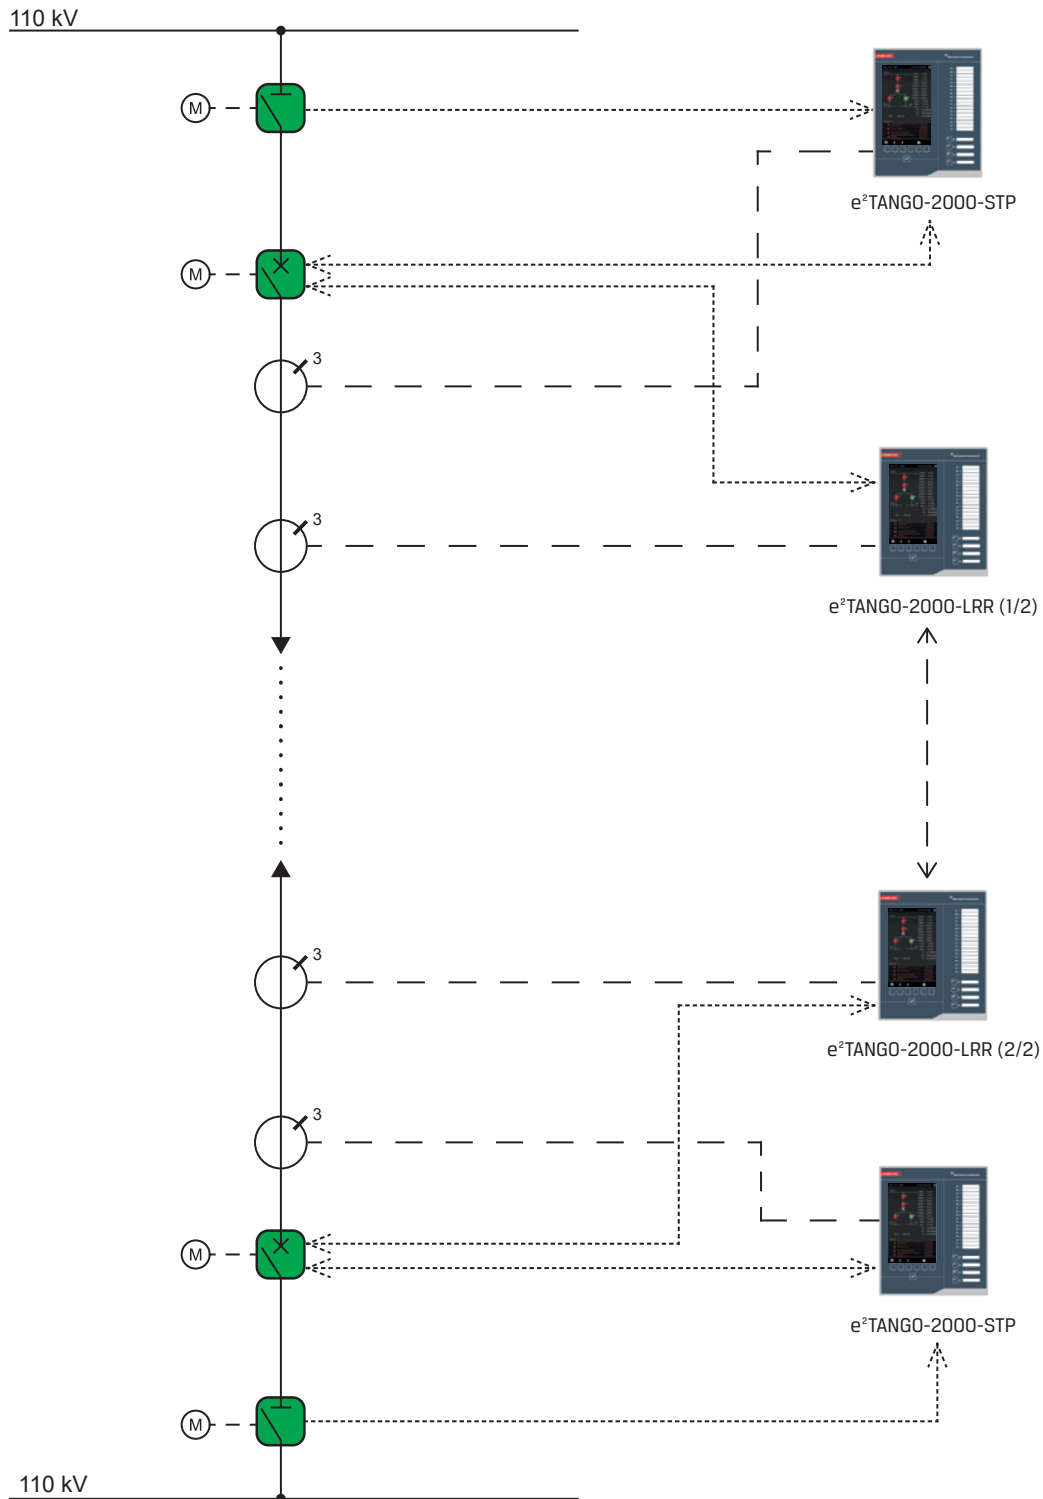 110 kV
M
e²TANGO-2000-STP
M
3
3
e²TANGO-2000-LRR (1/2)
3
e²TANGO-2000-LRR (2/2)
3
M
e²TANGO-2000-STP
M
110 kV